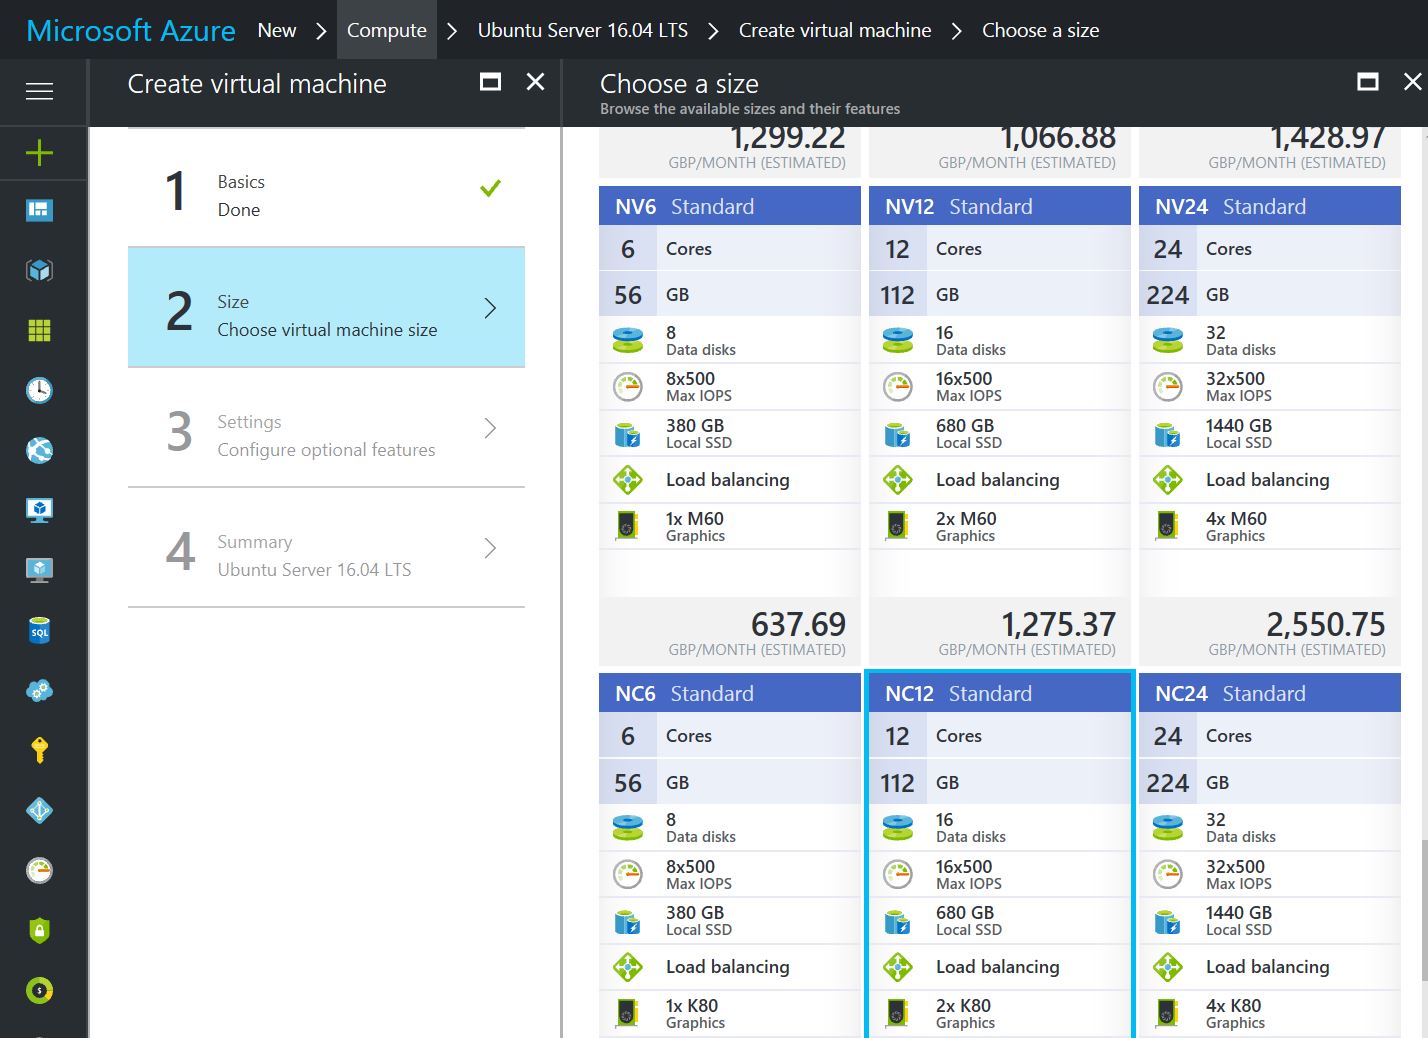 Microsoft Azure New Compute Ubuntu Server 16.04 LTS Create virtual machine Choose a size
Create virtual machine
1
Basics
Done
2
Size
Choose virtual machine size
3
Settings
Configure optional features
4
Summary
Ubuntu Server 16.04 LTS
SQL
$
Choose a size
Browse the available sizes and their features
1,299.22 1,066.88 1,428.97
GBP/MONTH (ESTIMATED) GBP/MONTH (ESTIMATED) GBP/MONTH (ESTIMATED)
NV6 Standard
6 Cores
56 GB
8
Data disks
8x500
Max IOPS
380 GB
Local SSD
Load balancing
1x M60
Graphics
637.69
GBP/MONTH (ESTIMATED)
NV12 Standard
12 Cores
112 GB
16
Data disks
16x500
Max IOPS
680 GB
Local SSD
Load balancing
2x M60
Graphics
1,275.37
GBP/MONTH (ESTIMATED)
NV24 Standard
24 Cores
224 GB
32
Data disks
32x500
Max IOPS
1440 GB
Local SSD
Load balancing
4x M60
Graphics
2,550.75
GBP/MONTH (ESTIMATED)
NC6 Standard
6 Cores
56 GB
8
Data disks
8x500
Max IOPS
380 GB
Local SSD
Load balancing
1x K80
Graphics
NC12 Standard
12 Cores
112 GB
16
Data disks
16x500
Max IOPS
680 GB
Local SSD
Load balancing
2x K80
Graphics
NC24 Standard
24 Cores
224 GB
32
Data disks
32x500
Max IOPS
1440 GB
Local SSD
Load balancing
4x K80
Graphics